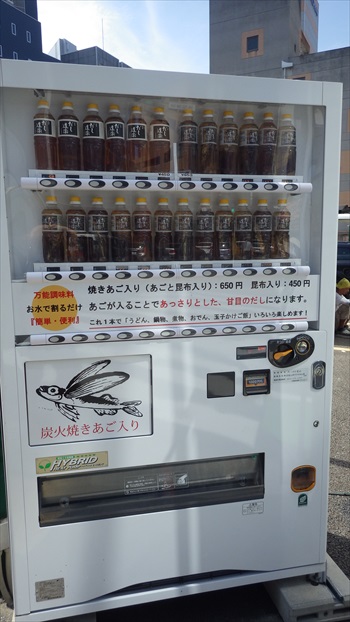 万能調味料
お水で割るだけ
『簡単・便利』
焼きあご入り（あごと昆布入り）：650円　昆布入り：450円
あごが入ることであっさりとした、甘目のだしになります。
これ1本で「うどん、鍋物、煮物、おでん、玉子かけご飯」いろいろ楽しめます！
炭火焼きあご入り
HYBRID